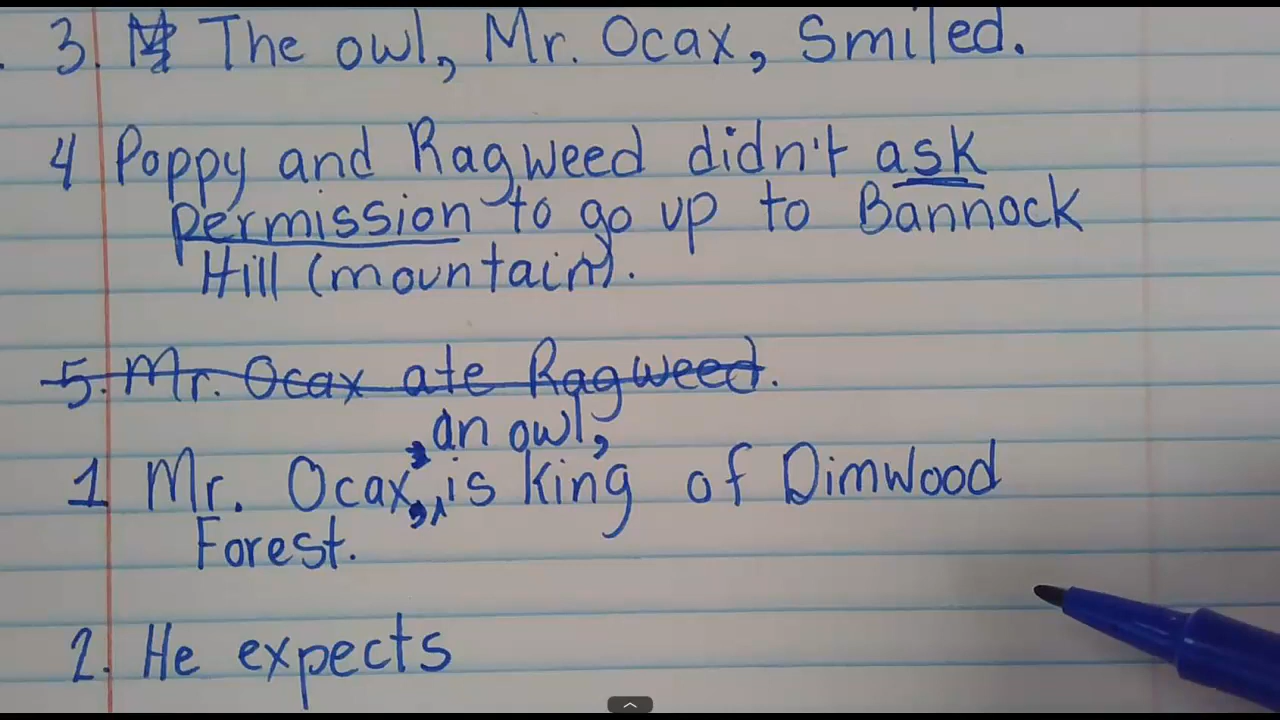 3. The owl, Mr. Ocax, Smiled.
4 Poppy and Ragweed didn't ask
permission to go up to Bannock
Hill (mountain).
5. Mr. Ocax ate Ragweed.
, an owl,
1 Mr. Ocax, is king of Dimwood
Forest.
2. He expects